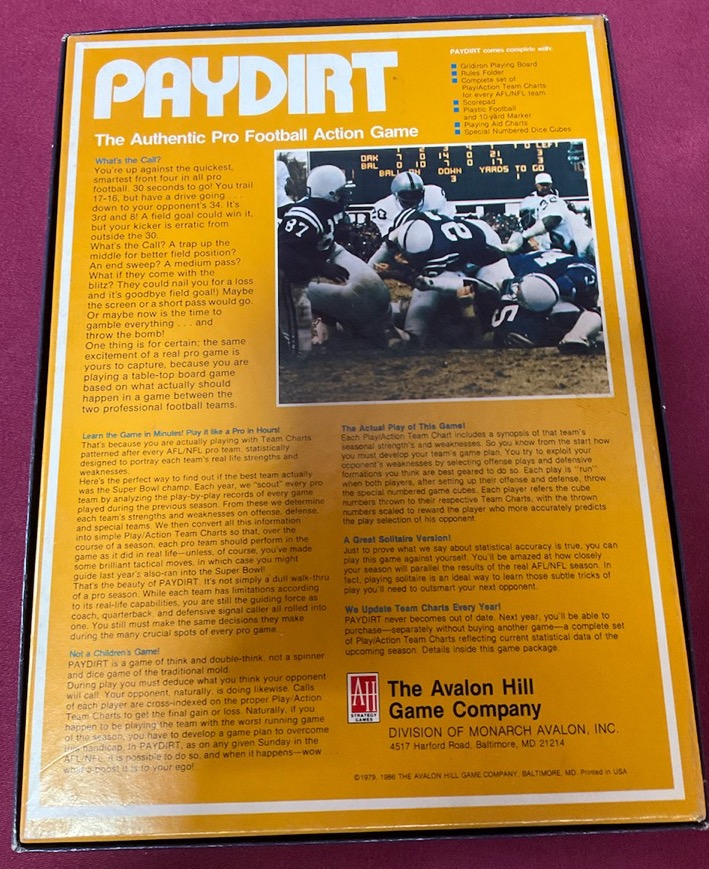 PAYDIRT
The Authentic Pro Football Action Game
PAYDIRT comes complete with:
Gridiron Playing Board
Rules Folder
Complete set of
Play/Action Team Charts
for every AFL/NFL team
Scorepad
Plastic Football
and 10-yard Marker
Playing Aid Charts
Special Numbered Dice Cubes
What's the Call?
You're up against the quickest,
smartest front four in all pro
football. 30 seconds to go! You trail
17-16, but have a drive going . . .
down to your opponent's 34. It's
3rd and 8! A field goal could win it,
but your kicker is erratic from
outside the 30.
What's the Call? A trap up the
middle for better field position?
An end sweep? A medium pass?
What if they come with the
blitz? They could nail you for a loss
and it's goodbye field goal!) Maybe
the screen or a short pass would go.
Or maybe now is the time to
gamble everything . . . and
throw the bomb!
One thing is for certain; the same
excitement of a real pro game is
yours to capture, because you are
playing a table-top board game
based on what actually should
happen in a game between the
two professional football teams.
1 2 3 4 T O LEFT
OAK 7 0 14 0 21 3
BAL 0 10 7 0 17 3
BALL ON DOWN YARDS TO GO
3
87
2
Learn the Game in Minutes! Play it like a Pro in Hours!
That's because you are actually playing with Team Charts
patterned after every AFL/NFL pro team, statistically
designed to portray each team's real life strengths and
weaknesses.
Here's the perfect way to find out if the best team actually
was the Super Bowl champ. Each year, we "scout" every pro
team by analyzing the play-by-play records of every game
played during the previous season. From these we determine
each team's strengths and weaknesses on offense, defense,
and special teams. We then convert all this information
into simple Play/Action Team Charts so that, over the
course of a season, each pro team should perform in the
game as it did in real life—unless, of course, you've made
some brilliant tactical moves, in which case you might
guide last year's also-ran into the Super Bowl!
That's the beauty of PAYDIRT. It's not simply a dull walk-thru
of a pro season. While each team has limitations according
to its real-life capabilities, you are still the guiding force as
coach, quarterback, and defensive signal caller all rolled into
one. You still must make the same decisions they make
during the many crucial spots of every pro game.
Not a Children's Game!
PAYDIRT is a game of think and double-think, not a spinner
and dice game of the traditional mold.
During play you must deduce what you think your opponent
will call. Your opponent, naturally, is doing likewise. Calls
of each player are cross-indexed on the proper Play/Action
Team Charts to get the final gain or loss. Naturally, if you
happen to be playing the team with the worst running game
of the season, you have to develop a game plan to overcome
the handicap. In PAYDIRT, as on any given Sunday in the
AFL/NFL, it is possible to do so, and when it happens—wow
what a boost it is to your ego!
The Actual Play of This Game!
Each Play/Action Team Chart includes a synopsis of that team's
seasonal strength's and weaknesses. So you know from the start how
you must develop your team's game plan. You try to exploit your
opponent's weaknesses by selecting offense plays and defensive
formations you think are best geared to do so. Each play is "run"
when both players, after setting up their offense and defense, throw
the special numbered game cubes. Each player refers the cube
numbers thrown to their respective Team Charts, with the thrown
numbers scaled to reward the player who more accurately predicts
the play selection of his opponent.
A Great Solitaire Version!
Just to prove what we say about statistical accuracy is true, you can
play this game against yourself. You'll be amazed at how closely
your season will parallel the results of the real AFL/NFL season. In
fact, playing solitaire is an ideal way to learn those subtle tricks of
play you'll need to outsmart your next opponent.
We Update Team Charts Every Year!
PAYDIRT never becomes out of date. Next year, you'll be able to
purchase—separately without buying another game—a complete set
of Play/Action Team Charts reflecting current statistical data of the
upcoming season. Details inside this game package.
AH
STRATEGY
GAMES
The Avalon Hill
Game Company
DIVISION OF MONARCH AVALON, INC.
4517 Harford Road, Baltimore, MD 21214
©1979, 1986 THE AVALON HILL GAME COMPANY, BALTIMORE, MD. Printed in USA